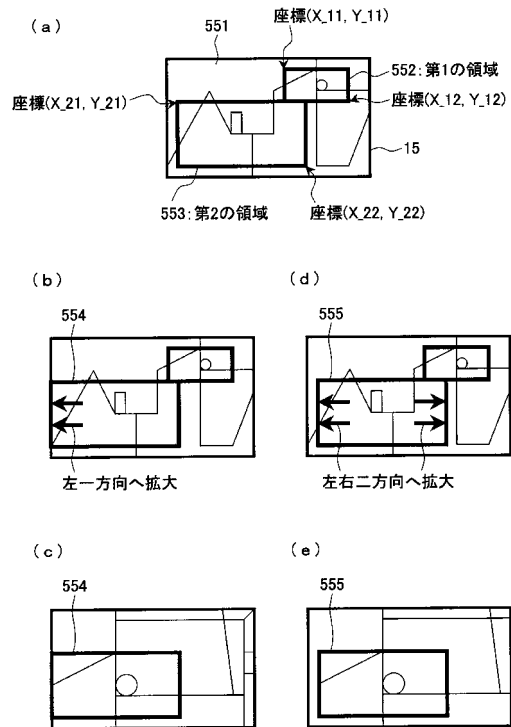 (a)
551
座標(X_11, Y_11)
552:第1の領域
座標(X_21, Y_21)
座標(X_12, Y_12)
15
553:第2の領域
座標(X_22, Y_22)
(b)
(d)
554
555
左一方向へ拡大
左右二方向へ拡大
(c)
(e)
554
555